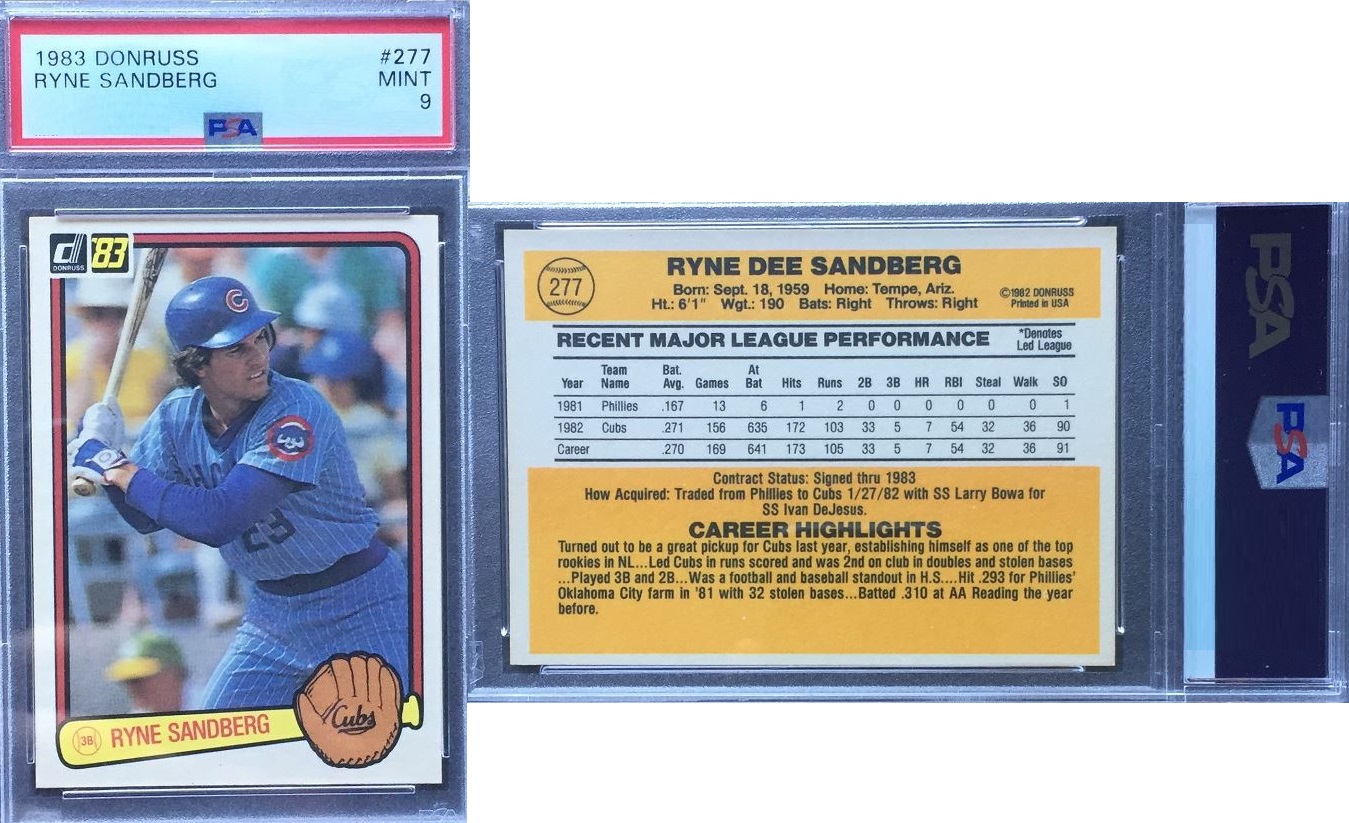 1983 DONRUSS #277
RYNE SANDBERG MINT
9
PSA
DONRUSS '83
C
23
Cubs
3B RYNE SANDBERG
277
RYNE DEE SANDBERG
Born: Sept. 18, 1959 Home: Tempe, Ariz.
Ht.: 6'1" Wgt.: 190 Bats: Right Throws: Right
©1982 DONRUSS
Printed in USA
RECENT MAJOR LEAGUE PERFORMANCE
*Denotes
Led League
Year Team Name Bat. Avg. Games At Bat Hits Runs 2B 3B HR RBI Steal Walk SO
1981 Phillies .167 13 6 1 2 0 0 0 0 0 0 1
1982 Cubs .271 156 635 172 103 33 5 7 54 32 36 90
Career .270 169 641 173 105 33 5 7 54 32 36 91
Contract Status: Signed thru 1983
How Acquired: Traded from Phillies to Cubs 1/27/82 with SS Larry Bowa for
SS Ivan DeJesus.
CAREER HIGHLIGHTS
Turned out to be a great pickup for Cubs last year, establishing himself as one of the top
rookies in NL...Led Cubs in runs scored and was 2nd on club in doubles and stolen bases
...Played 3B and 2B...Was a football and baseball standout in H.S....Hit .293 for Phillies'
Oklahoma City farm in '81 with 32 stolen bases...Batted .310 at AA Reading the year
before.
PSA
PSA